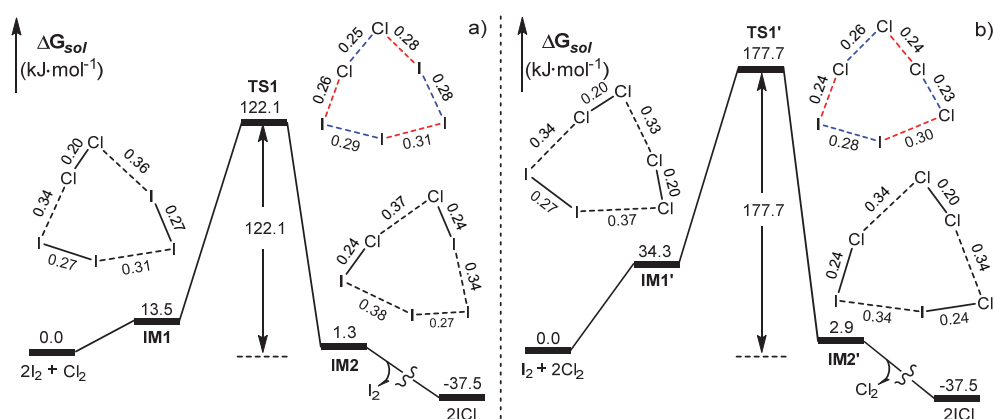 a)
ΔG_sol
(kJ·mol⁻¹)
TS1
122.1
122.1
0.0
2I₂ + Cl₂
13.5
IM1
1.3
IM2
I₂
-37.5
2ICl
Cl
0.20
Cl
0.36
0.34
I
0.27
I
0.27
I
0.31
I
Cl
0.25
0.28
Cl
I
0.26
0.28
I
I
I
0.29
0.31
Cl
0.37
0.24
Cl
I
0.24
0.34
I
I
I
0.38
0.27
b)
ΔG_sol
(kJ·mol⁻¹)
TS1'
177.7
177.7
0.0
I₂ + 2Cl₂
34.3
IM1'
2.9
IM2'
Cl₂
-37.5
2ICl
0.20
Cl
Cl
0.34
0.33
Cl
I
0.20
0.27
I
0.37
Cl
Cl
0.26
0.24
Cl
Cl
0.24
0.23
Cl
I
I
0.28
0.30
Cl
0.34
0.20
Cl
Cl
0.24
0.34
I
I
Cl
0.34
0.24